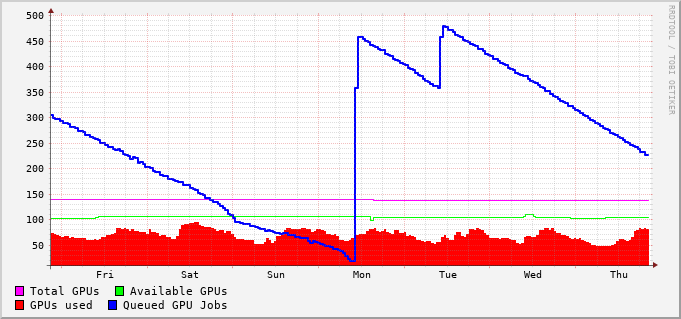 500
450
400
350
300
250
200
150
100
50
Fri Sat Sun Mon Tue Wed Thu
Total GPUs Available GPUs
GPUs used Queued GPU Jobs
RRDTOOL / TOBI OETIKER